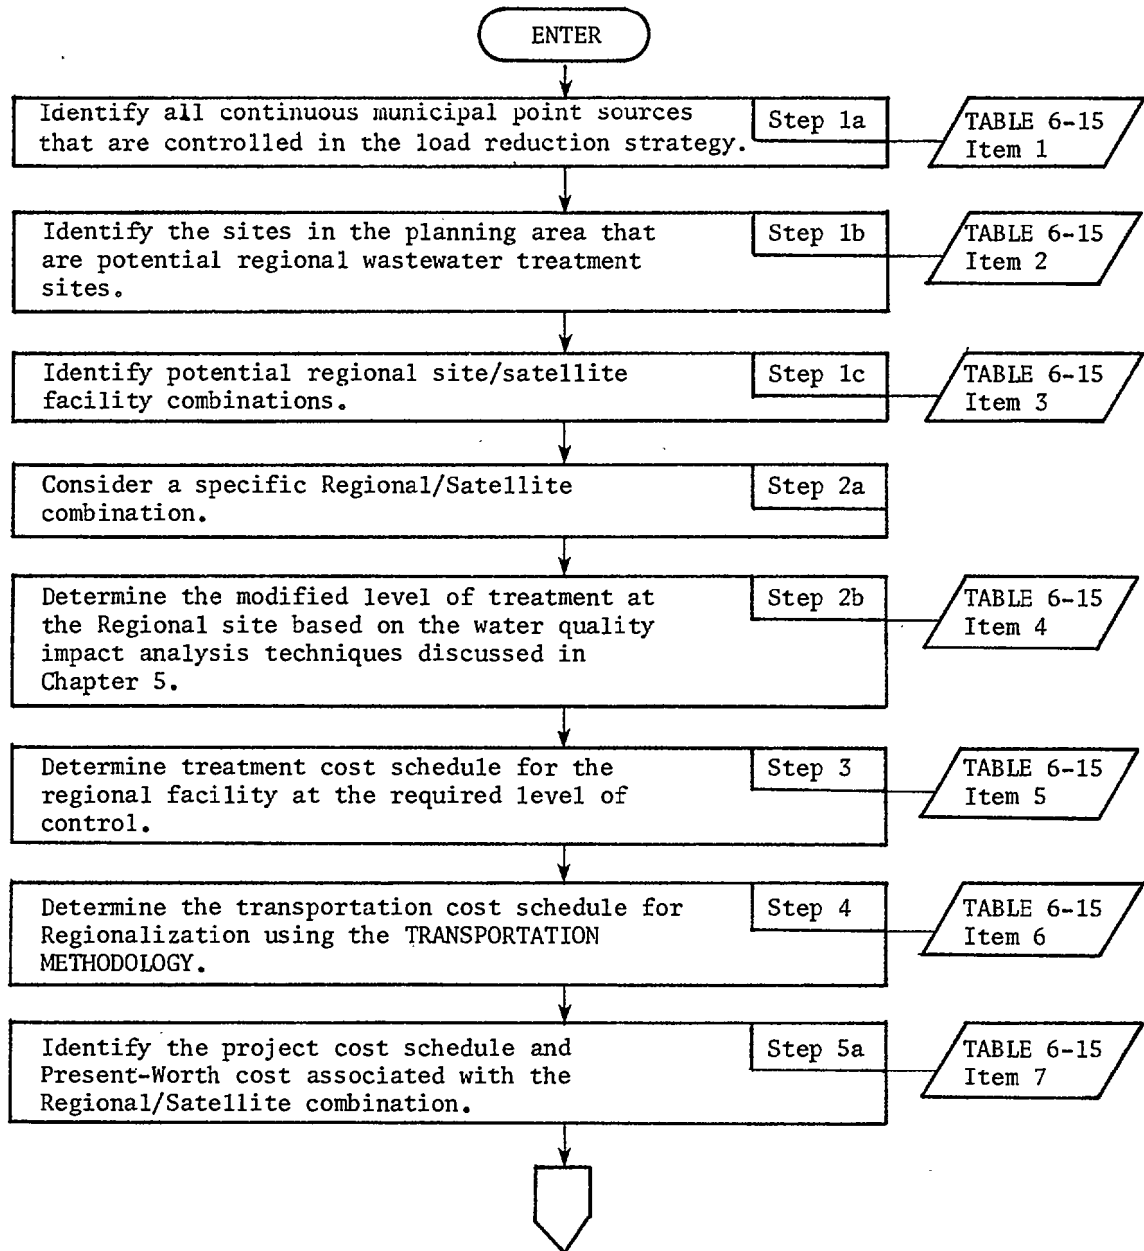 ENTER
Identify all continuous municipal point sources
that are controlled in the load reduction strategy.
Step 1a
TABLE 6-15
Item 1
Identify the sites in the planning area that
are potential regional wastewater treatment
sites.
Step 1b
TABLE 6-15
Item 2
Identify potential regional site/satellite
facility combinations.
Step 1c
TABLE 6-15
Item 3
Consider a specific Regional/Satellite
combination.
Step 2a
Determine the modified level of treatment at
the Regional site based on the water quality
impact analysis techniques discussed in
Chapter 5.
Step 2b
TABLE 6-15
Item 4
Determine treatment cost schedule for the
regional facility at the required level of
control.
Step 3
TABLE 6-15
Item 5
Determine the transportation cost schedule for
Regionalization using the TRANSPORTATION
METHODOLOGY.
Step 4
TABLE 6-15
Item 6
Identify the project cost schedule and
Present-Worth cost associated with the
Regional/Satellite combination.
Step 5a
TABLE 6-15
Item 7